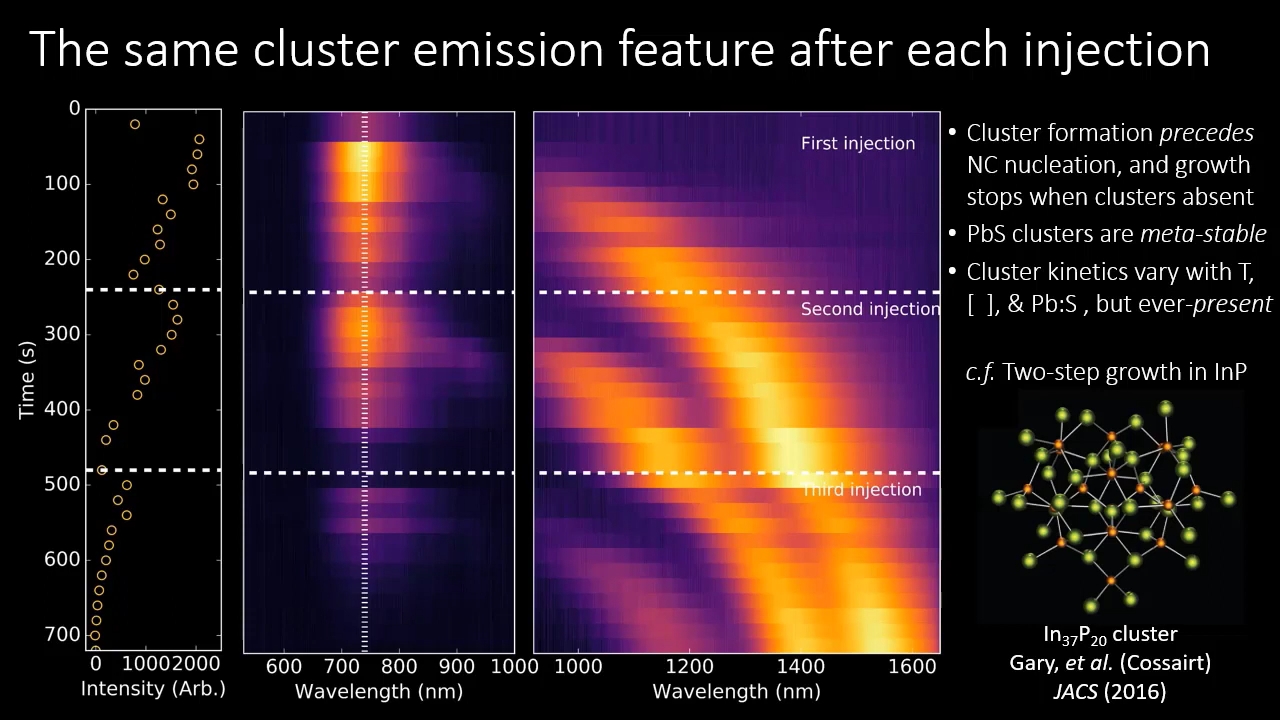 The same cluster emission feature after each injection
0
100
200
300
400
500
600
700
Time (s)
0 1000 2000
Intensity (Arb.)
600 700 800 900 1000
Wavelength (nm)
First injection
Second injection
Third injection
1000 1200 1400 1600
Wavelength (nm)
• Cluster formation precedes
NC nucleation, and growth
stops when clusters absent
• PbS clusters are meta-stable
• Cluster kinetics vary with T,
[ ], & Pb:S , but ever-present
c.f. Two-step growth in InP
In₃₇P₂₀ cluster
Gary, et al. (Cossairt)
JACS (2016)